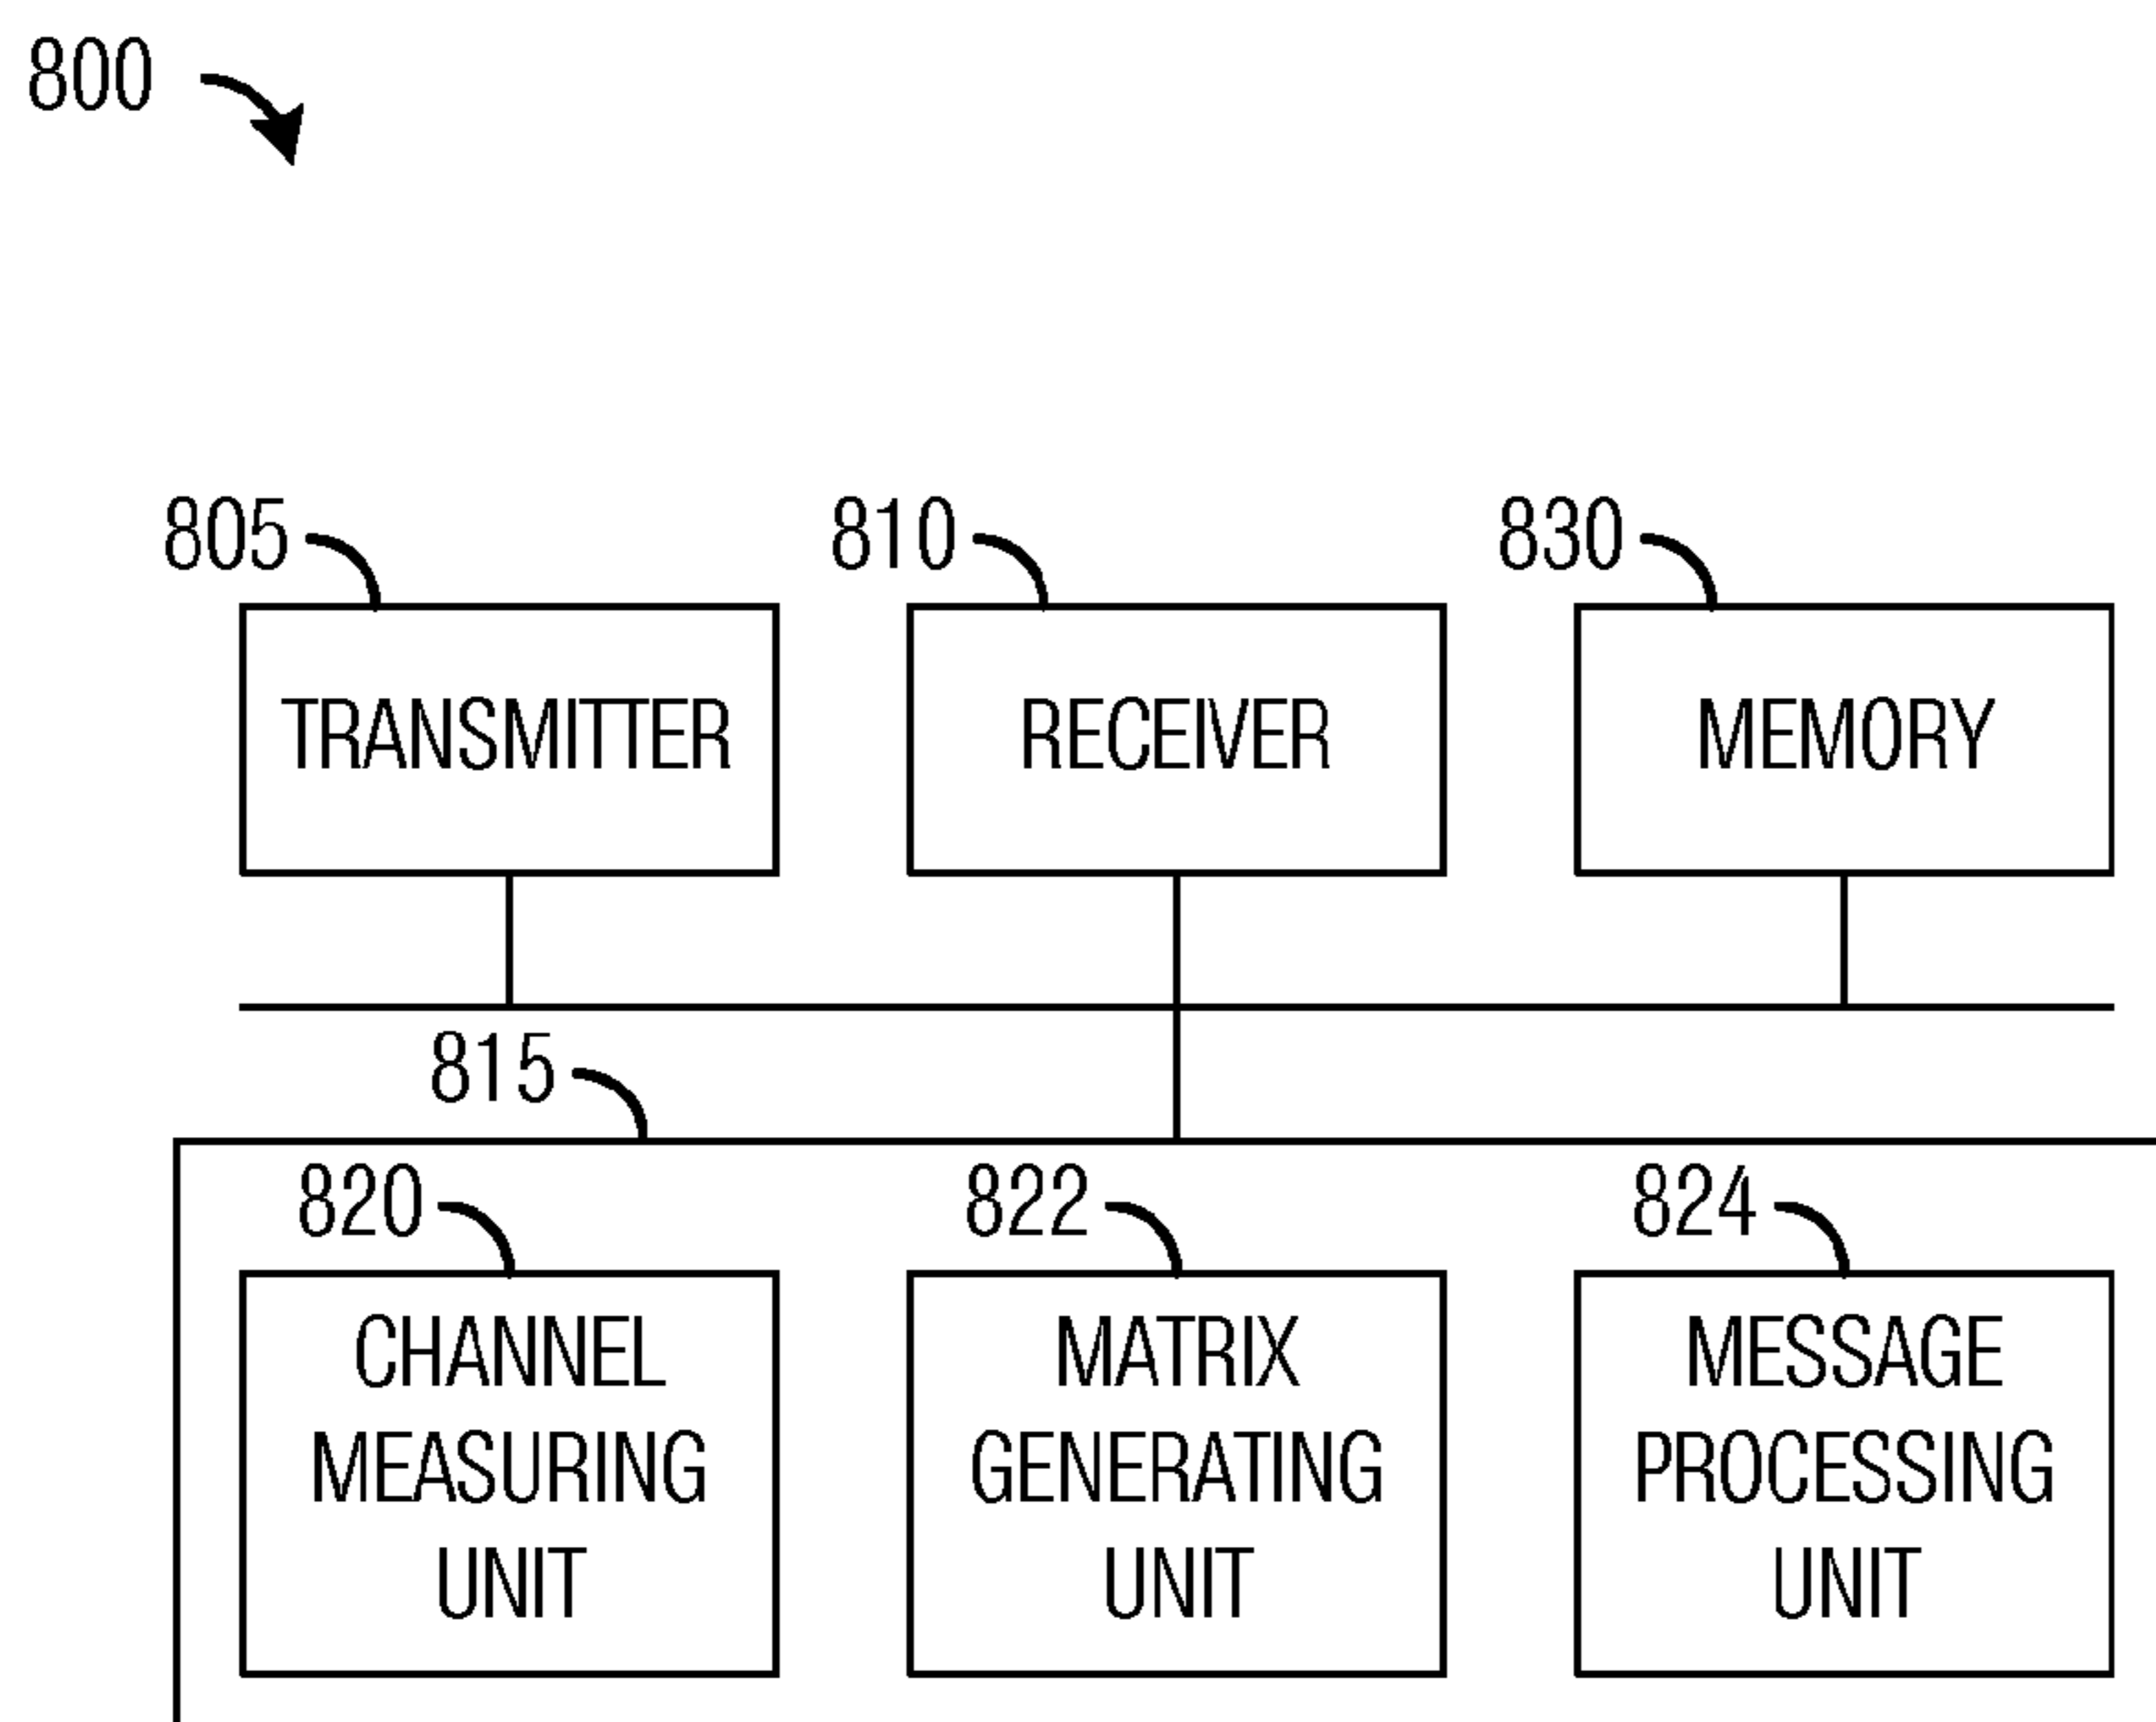 800
805
810
830
TRANSMITTER
RECEIVER
MEMORY
815
820
822
824
CHANNEL
MEASURING
UNIT
MATRIX
GENERATING
UNIT
MESSAGE
PROCESSING
UNIT